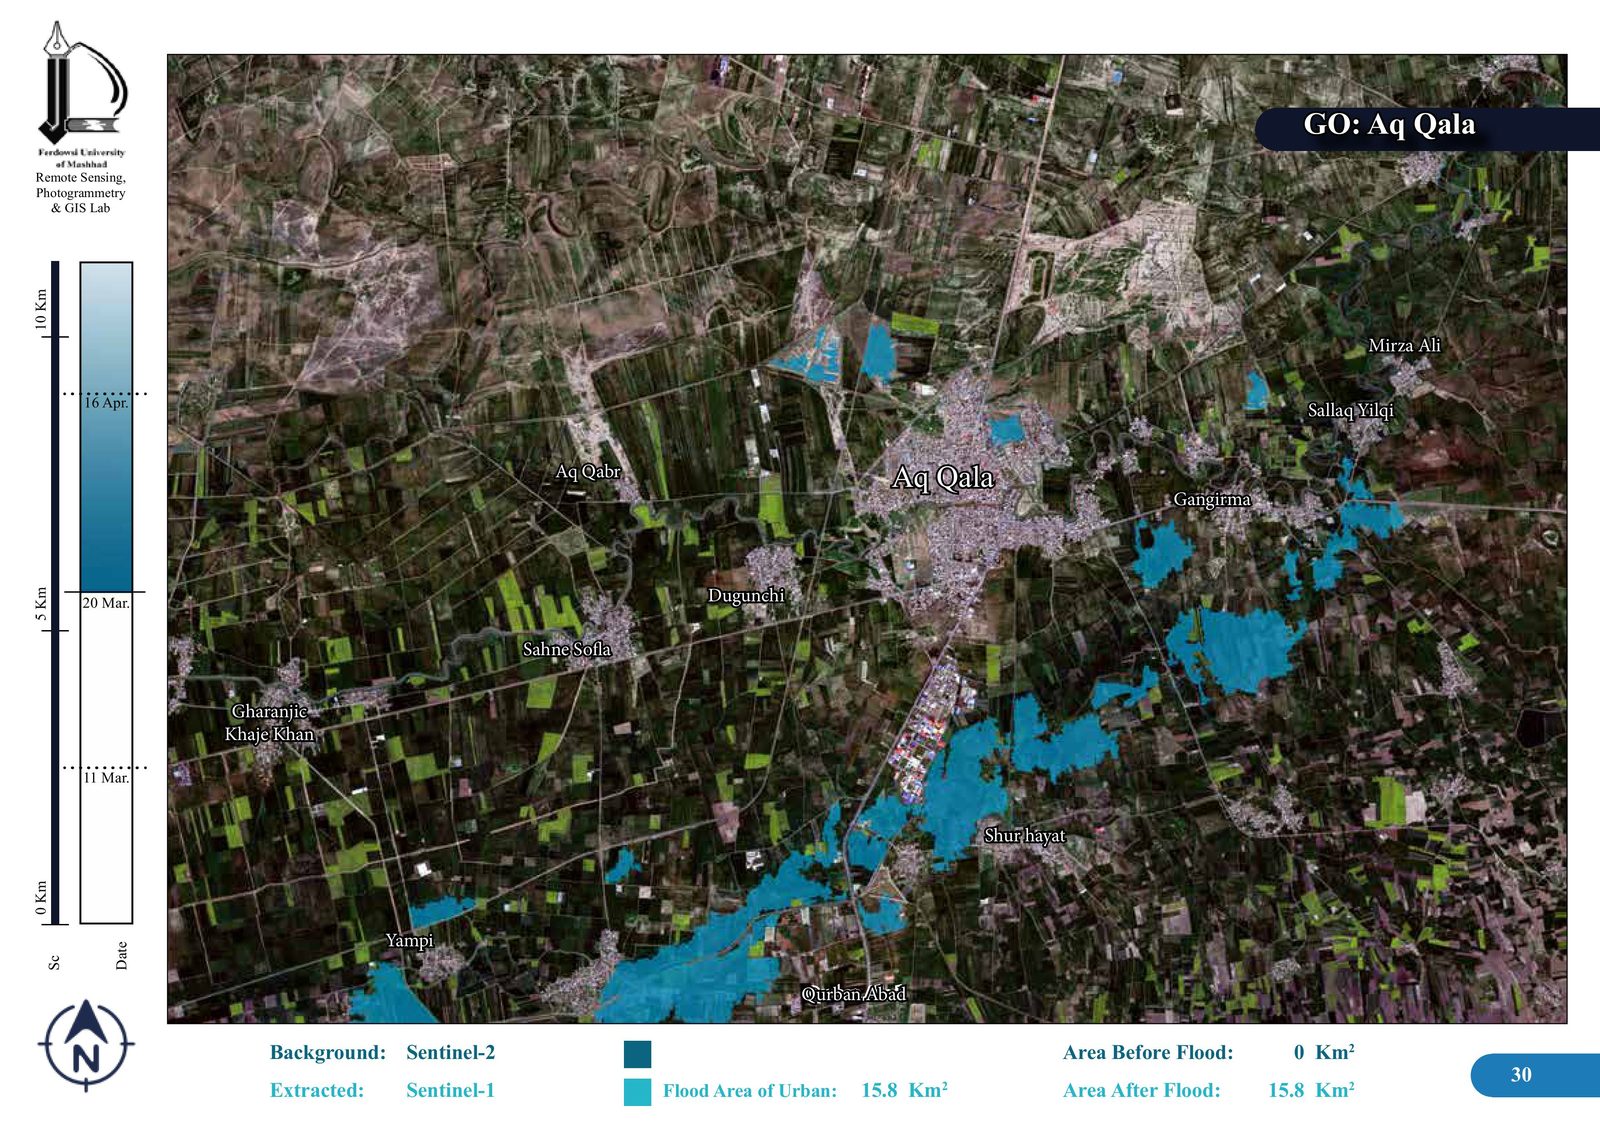 Ferdowsi University
of Mashhad
Remote Sensing,
Photogrammetry
& GIS Lab
GO: Aq Qala
10 Km
5 Km
0 Km
Sc
16 Apr.
20 Mar.
11 Mar.
Date
N
Mirza Ali
Sallaq Yilqi
Aq Qabr
Aq Qala
Gangirma
Dugunchi
Sahne Sofla
Gharanjic
Khaje Khan
Shur hayat
Yampi
Qurban Abad
Background: Sentinel-2
Extracted: Sentinel-1
Flood Area of Urban: 15.8 Km²
Area Before Flood: 0 Km²
Area After Flood: 15.8 Km²
30